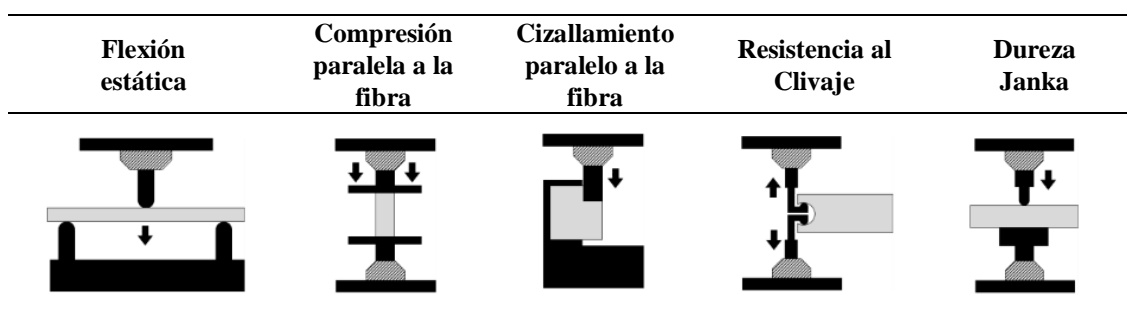 Flexión
estática
Compresión
paralela a la
fibra
Cizallamiento
paralelo a la
fibra
Resistencia al
Clivaje
Dureza
Janka